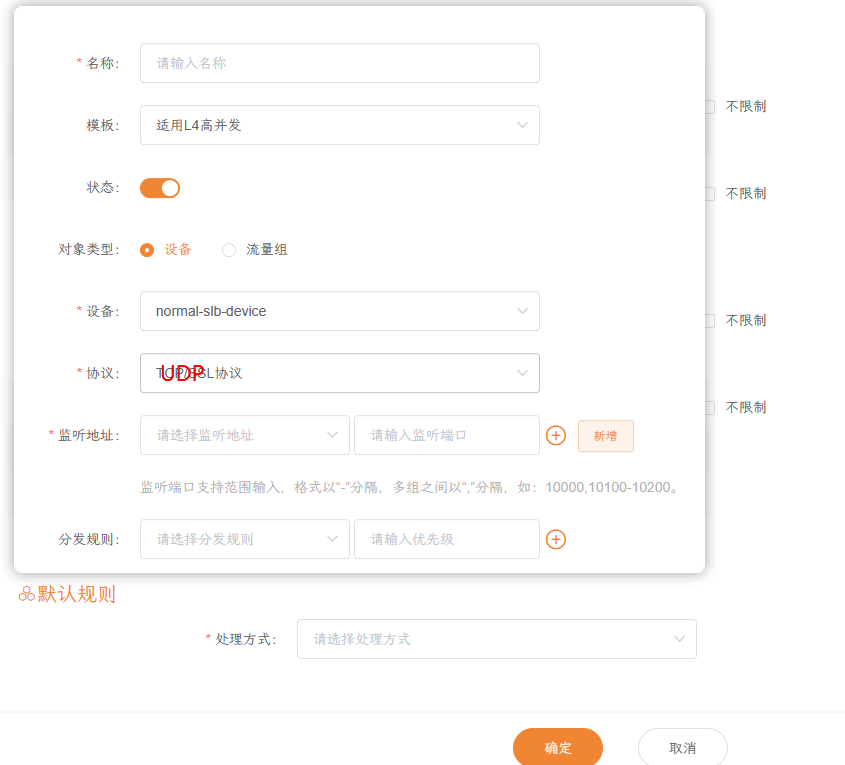 * 名称：
请输入名称
不限制
模板：
适用L4高并发
状态：
不限制
对象类型：
设备
流量组
* 设备：
normal-slb-device
不限制
* 协议：
TCP/SSL协议
UDP
不限制
* 监听地址：
请选择监听地址
请输入监听端口
新增
监听端口支持范围输入，格式以“-”分隔，多组之间以“,”分隔，如：10000,10100-10200。
分发规则：
请选择分发规则
请输入优先级
默认规则
* 处理方式：
请选择处理方式
确定
取消